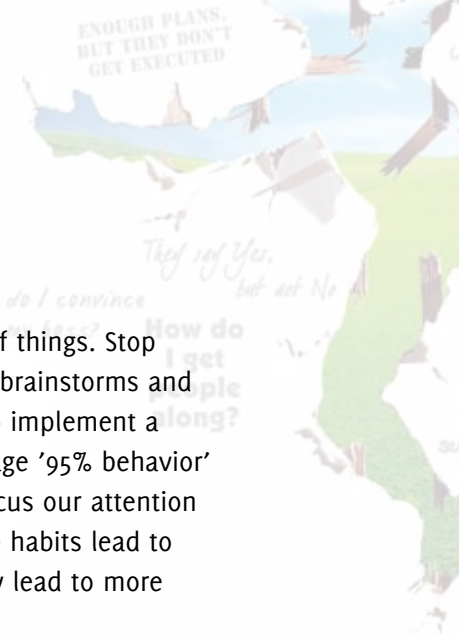 ENOUGH PLANS,
BUT THEY DON'T
GET EXECUTED
They say Yes,
but act No
do I convince
boss?
How do
I get
people
along?
f things. Stop
brainstorms and
implement a
ge '95% behavior'
cus our attention
habits lead to
lead to more